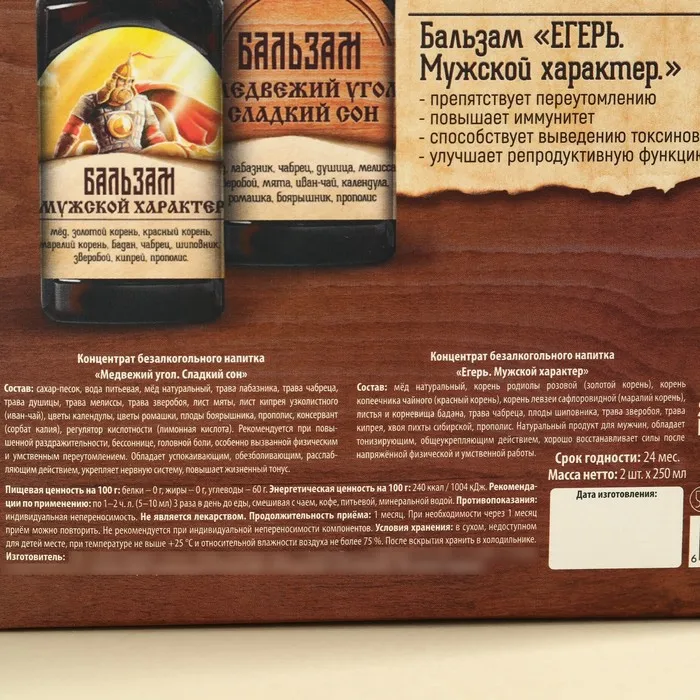 Бальзам «ЕГЕРЬ.
Мужской характер.»
- препятствует переутомлению
- повышает иммунитет
- способствует выведению токсинов
- улучшает репродуктивную
БАЛЬЗАМ
МЕДВЕЖИЙ УГОЛ
СЛАДКИЙ СОН
лабазник, чабрец, душица, мелисса,
зверобой, мята, иван-чай, календула,
ромашка, боярышник, прополис
БАЛЬЗАМ
МУЖСКОЙ ХАРАКТЕР
мёд, золотой корень, красный корень,
маралий корень, бадан, чабрец, шиповник,
зверобой, кипрей, прополис.
Концентрат безалкогольного напитка
«Медвежий угол. Сладкий сон»
Состав: сахар-песок, вода питьевая, мёд натуральный, трава лабазника, трава чабреца,
трава душицы, трава мелиссы, трава зверобоя, лист мяты, лист кипрея узколистного
(иван-чай), цветы календулы, цветы ромашки, плоды боярышника, прополис, консервант
(сорбат калия), регулятор кислотности (лимонная кислота). Рекомендуется при повы-
шенной раздражительности, бессоннице, головной боли, особенно вызванной физическим
и умственным переутомлением. Обладает успокаивающим, обезболивающим, расслаб-
ляющим действием, укрепляет нервную систему, повышает жизненный тонус.
Концентрат безалкогольного напитка
«Егерь. Мужской характер»
Состав: мёд натуральный, корень родиолы розовой (золотой корень), корень
копеечника чайного (красный корень), корень левзеи сафлоровидной (маралий корень),
листья и корневища бадана, трава чабреца, плоды шиповника, трава зверобоя, трава
кипрея, хвоя пихты сибирской, прополис. Натуральный продукт для мужчин, обладает
тонизирующим, общеукрепляющим действием, хорошо восстанавливает силы после
напряжённой физической и умственной работы.
Срок годности: 24 мес.
Масса нетто: 2 шт. х 250 мл
Дата изготовления:
Пищевая ценность на 100 г: белки – 0 г, жиры – 0 г, углеводы – 60 г. Энергетическая ценность на 100 г: 240 ккал / 1004 кДж. Рекоменда-
ции по применению: по 1–2 ч. л. (5–10 мл) 3 раза в день до еды, смешивая с чаем, кофе, питьевой, минеральной водой. Противопоказания:
индивидуальная непереносимость. Не является лекарством. Продолжительность приёма: 1 месяц. При необходимости через 1 месяц
приём можно повторить. Не рекомендуется при индивидуальной непереносимости компонентов. Условия хранения: в сухом, недоступном
для детей месте, при температуре не выше +25 °С и относительной влажности воздуха не более 75 %. После вскрытия хранить в холодильнике.
Изготовитель: